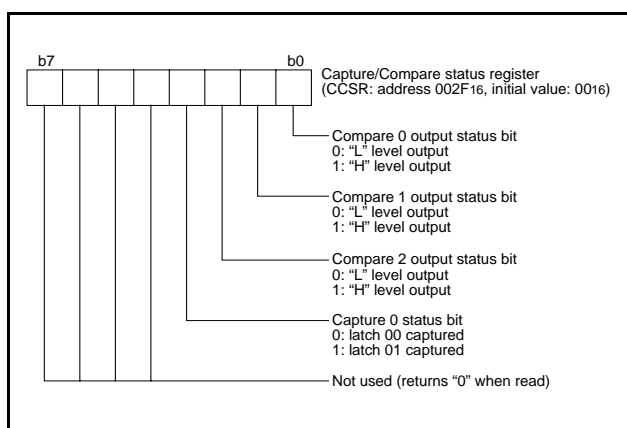 b7 b0
Capture/Compare status register
(CCSR: address 002F16, initial value: 0016)
Compare 0 output status bit
0: “L” level output
1: “H” level output
Compare 1 output status bit
0: “L” level output
1: “H” level output
Compare 2 output status bit
0: “L” level output
1: “H” level output
Capture 0 status bit
0: latch 00 captured
1: latch 01 captured
Not used (returns “0” when read)